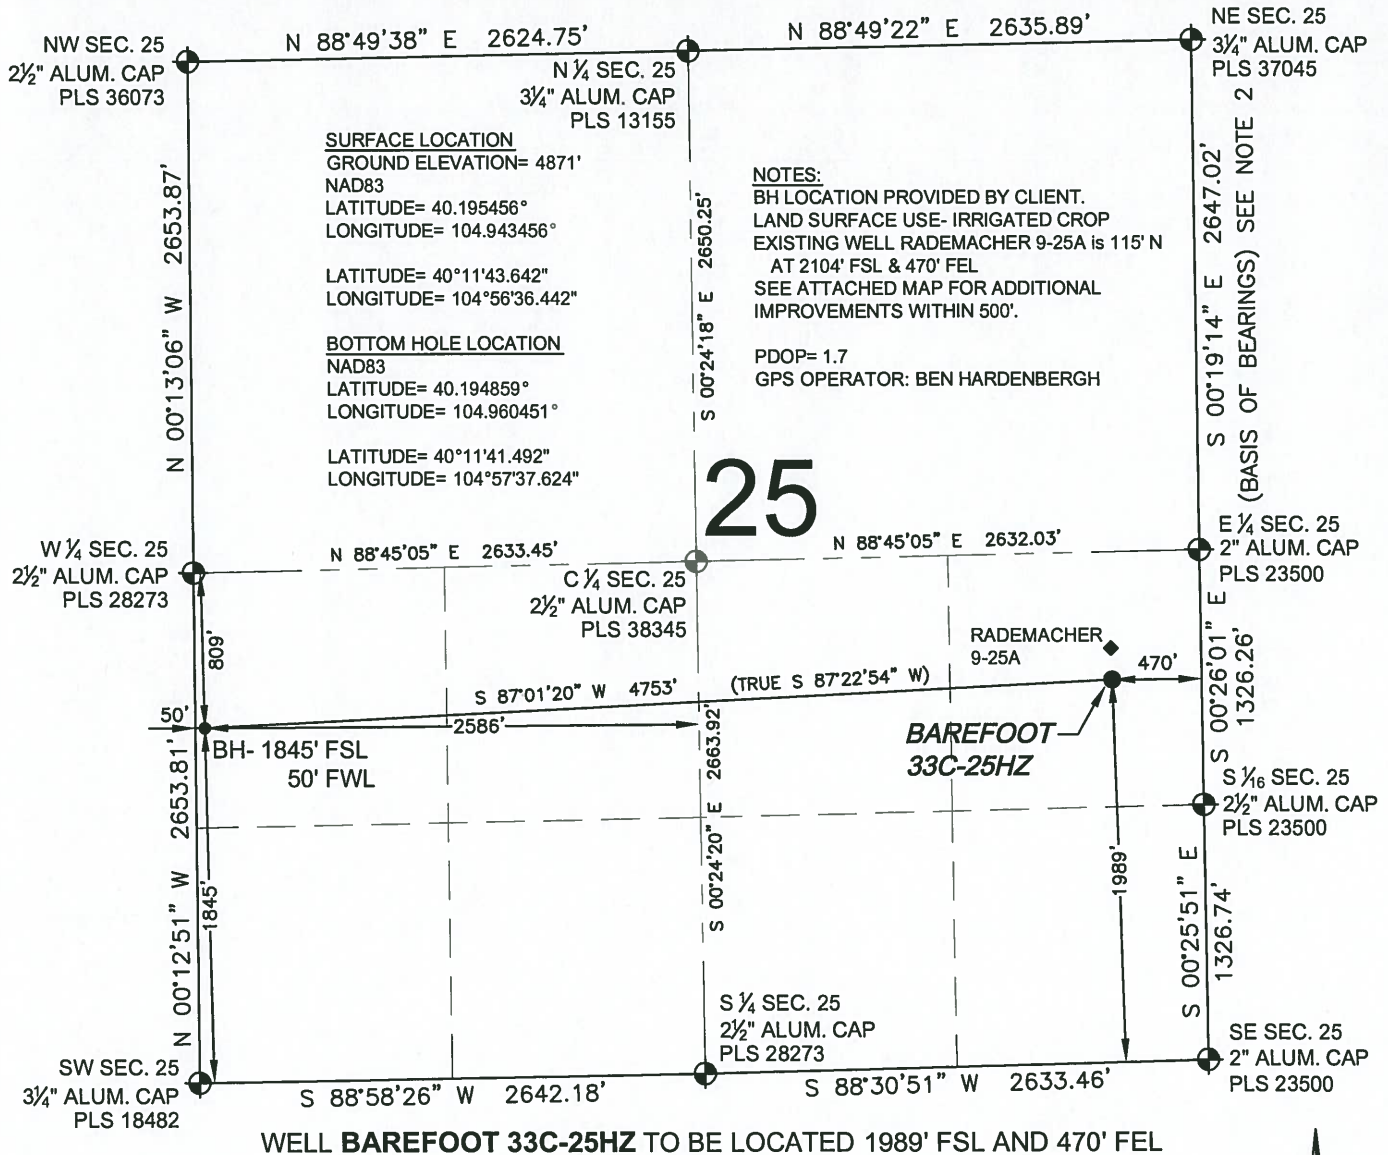 N 88°49'38" E 2624.75'
N 88°49'22" E 2635.89'
NW SEC. 25
2½" ALUM. CAP
PLS 36073
N ¼ SEC. 25
3¼" ALUM. CAP
PLS 13155
NE SEC. 25
3¼" ALUM. CAP
PLS 37045
SURFACE LOCATION
GROUND ELEVATION= 4871'
NAD83
LATITUDE= 40.195456°
LONGITUDE= 104.943456°
LATITUDE= 40°11'43.642"
LONGITUDE= 104°56'36.442"
BOTTOM HOLE LOCATION
NAD83
LATITUDE= 40.194859°
LONGITUDE= 104.960451°
LATITUDE= 40°11'41.492"
LONGITUDE= 104°57'37.624"
NOTES:
BH LOCATION PROVIDED BY CLIENT.
LAND SURFACE USE- IRRIGATED CROP
EXISTING WELL RADEMACHER 9-25A is 115' N
AT 2104' FSL & 470' FEL
SEE ATTACHED MAP FOR ADDITIONAL
IMPROVEMENTS WITHIN 500'.
PDOP= 1.7
GPS OPERATOR: BEN HARDENBERGH
N 00°13'06" W 2653.87'
S 00°24'18" E 2650.25'
S 00°19'14" E 2647.02'
(BASIS OF BEARINGS) SEE NOTE 2
25
W ¼ SEC. 25
2½" ALUM. CAP
PLS 28273
N 88°45'05" E 2633.45'
N 88°45'05" E 2632.03'
C ¼ SEC. 25
2½" ALUM. CAP
PLS 38345
E ¼ SEC. 25
2" ALUM. CAP
PLS 23500
809'
RADEMACHER
9-25A
470'
S 87°01'20" W 4753'
(TRUE S 87°22'54" W)
50'
2586'
BH- 1845' FSL
50' FWL
BAREFOOT
33C-25HZ
S 00°26'01" E
1326.26'
S 1/16 SEC. 25
2½" ALUM. CAP
PLS 23500
N 00°12'51" W 2653.81'
1845'
S 00°24'20" E 2663.92'
1989'
S 00°25'51" E
1326.74'
S ¼ SEC. 25
2½" ALUM. CAP
PLS 28273
SE SEC. 25
2" ALUM. CAP
PLS 23500
SW SEC. 25
3¼" ALUM. CAP
PLS 18482
S 88°58'26" W 2642.18'
S 88°30'51" W 2633.46'
WELL BAREFOOT 33C-25HZ TO BE LOCATED 1989' FSL AND 470' FEL